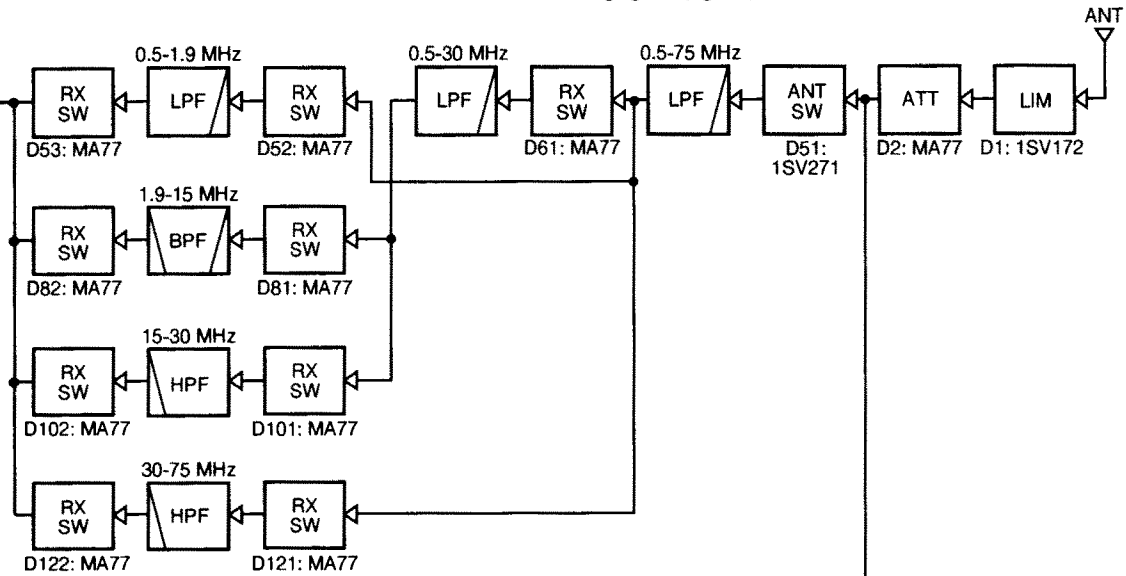 ANT
0.5-1.9 MHz
0.5-30 MHz
0.5-75 MHz
RX
SW
LPF
RX
SW
LPF
RX
SW
LPF
ANT
SW
ATT
LIM
D53: MA77
D52: MA77
D61: MA77
D51:
1SV271
D2: MA77
D1: 1SV172
1.9-15 MHz
RX
SW
BPF
RX
SW
D82: MA77
D81: MA77
15-30 MHz
RX
SW
HPF
RX
SW
D102: MA77
D101: MA77
30-75 MHz
RX
SW
HPF
RX
SW
D122: MA77
D121: MA77